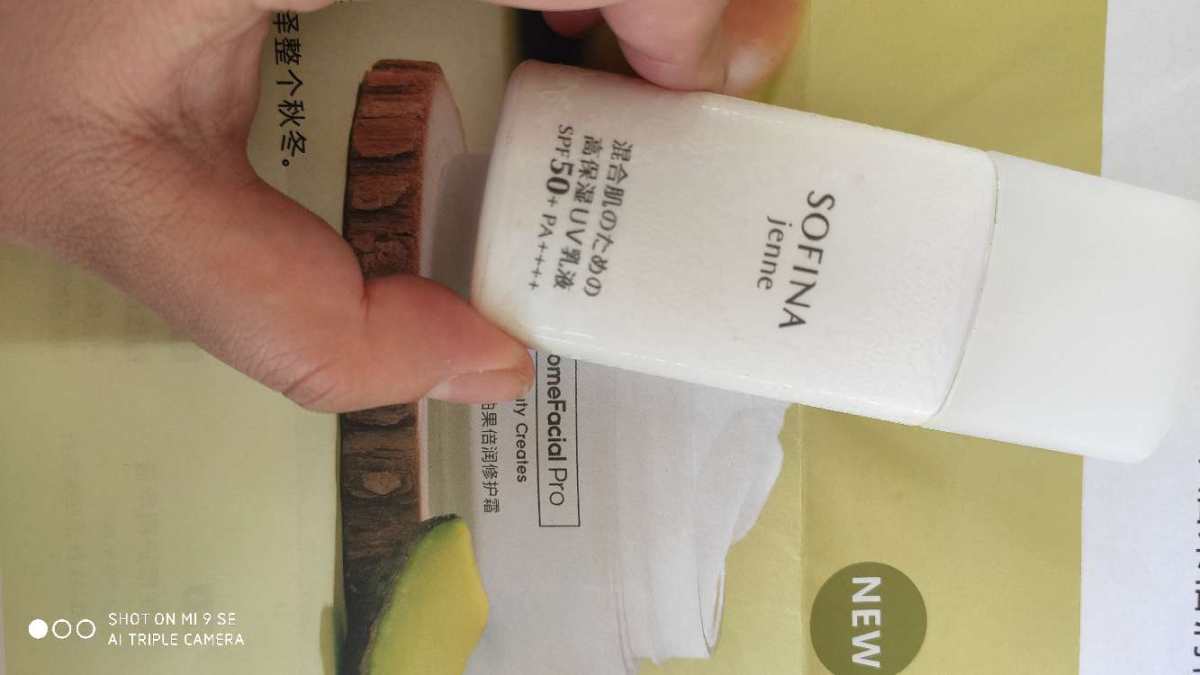 SOFINA
jenne
混合肌のための
高保湿UV乳液
SPF50+ PA++++
整个秋冬。
omeFacial Pro
uty Creates
果倍润修护霜
NEW
SHOT ON MI 9 SE
AI TRIPLE CAMERA